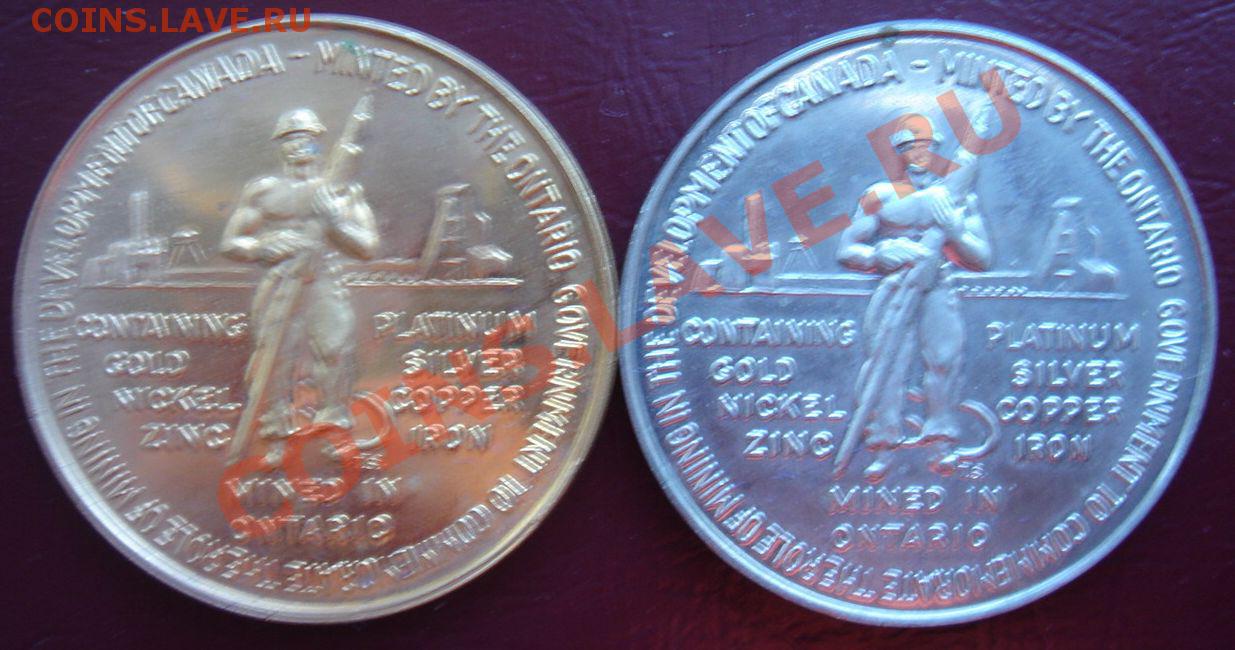 COINS.LAVE.RU
MINTED BY THE ONTARIO GOVERNMENT TO COMMEMORATE THE ROLE OF MINING IN THE DEVELOPMENT OF CANADA -
CONTAINING PLATINUM
GOLD SILVER
NICKEL COPPER
ZINC IRON
TS
MINED IN
ONTARIO
MINTED BY THE ONTARIO GOVERNMENT TO COMMEMORATE THE ROLE OF MINING IN THE DEVELOPMENT OF CANADA -
CONTAINING PLATINUM
GOLD SILVER
NICKEL COPPER
ZINC IRON
TS
MINED IN
ONTARIO
COINS.LAVE.RU